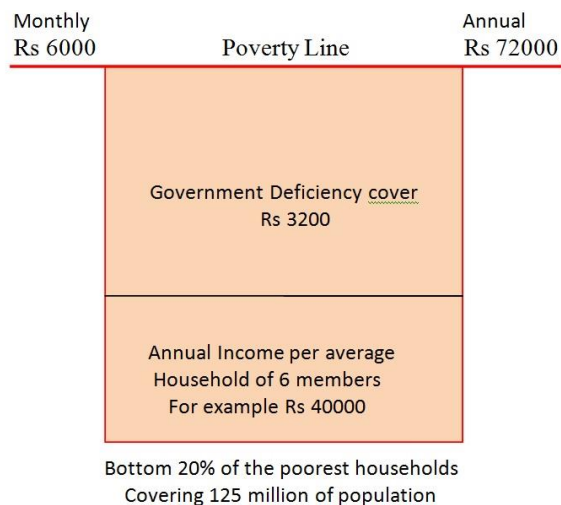 Monthly
Rs 6000
Poverty Line
Annual
Rs 72000
Government Deficiency cover
Rs 3200
Annual Income per average
Household of 6 members
For example Rs 40000
Bottom 20% of the poorest households
Covering 125 million of population